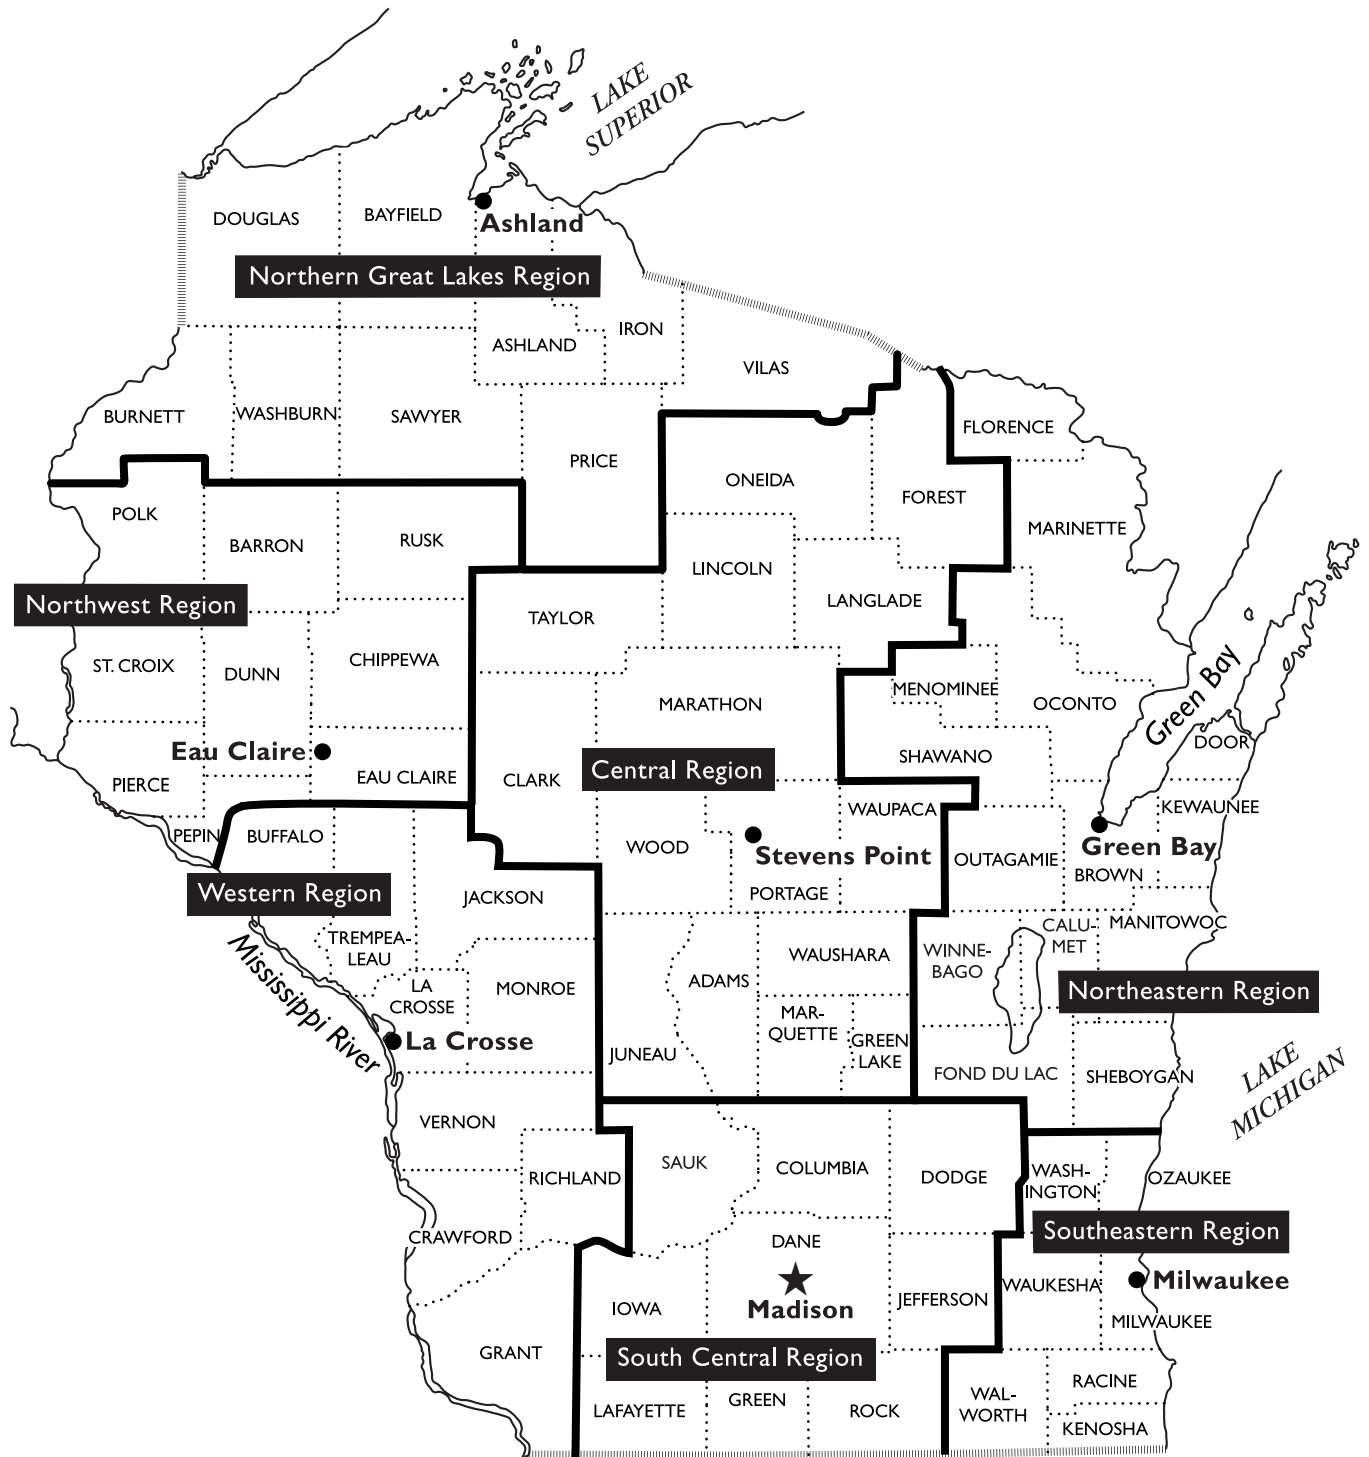 LAKE
SUPERIOR
DOUGLAS
BAYFIELD
Ashland
Northern Great Lakes Region
IRON
ASHLAND
VILAS
BURNETT
WASHBURN
SAWYER
FLORENCE
PRICE
ONEIDA
FOREST
POLK
MARINETTE
BARRON
RUSK
LINCOLN
LANGLADE
Northwest Region
TAYLOR
ST. CROIX
DUNN
CHIPPEWA
MENOMINEE
MARATHON
OCONTO
Green Bay
DOOR
Eau Claire
SHAWANO
PIERCE
EAU CLAIRE
CLARK
Central Region
WAUPACA
KEWAUNEE
PEPIN
BUFFALO
WOOD
Stevens Point
OUTAGAMIE
Green Bay
BROWN
Western Region
JACKSON
PORTAGE
MANITOWOC
CALU-
MET
TREMPEA-
LEAU
WINNE-
BAGO
WAUSHARA
Mississippi River
LA
CROSSE
MONROE
ADAMS
Northeastern Region
MAR-
QUETTE
La Crosse
JUNEAU
GREEN
LAKE
FOND DU LAC
SHEBOYGAN
LAKE
MICHIGAN
VERNON
RICHLAND
SAUK
COLUMBIA
DODGE
WASH-
INGTON
OZAUKEE
CRAWFORD
DANE
Southeastern Region
Madison
IOWA
JEFFERSON
WAUKESHA
Milwaukee
MILWAUKEE
GRANT
South Central Region
LAFAYETTE
GREEN
ROCK
WAL-
WORTH
RACINE
KENOSHA